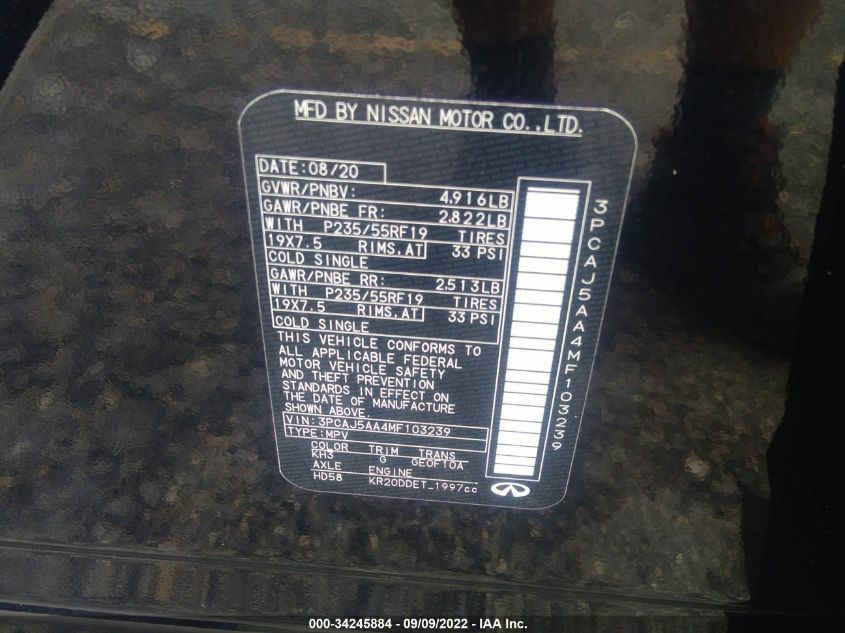 MFD BY NISSAN MOTOR CO.,LTD.
DATE:08/20
GVWR/PNBV: 4,916LB
GAWR/PNBE FR: 2,822LB
WITH P235/55RF19 TIRES
19X7.5 RIMS.AT 33 PSI
COLD SINGLE
GAWR/PNBE RR: 2,513LB
WITH P235/55RF19 TIRES
19X7.5 RIMS.AT 33 PSI
COLD SINGLE
THIS VEHICLE CONFORMS TO
ALL APPLICABLE FEDERAL
MOTOR VEHICLE SAFETY
AND THEFT PREVENTION
STANDARDS IN EFFECT ON
THE DATE OF MANUFACTURE
SHOWN ABOVE.
VIN:3PCAJ5AA4MF103239
TYPE:MPV
COLOR TRIM TRANS
KH3 G GE0F10A
AXLE ENGINE
HD58 KR20DDET_1997cc
3PCAJ5AA4MF103239
000-34245884 - 09/09/2022 - IAA Inc.